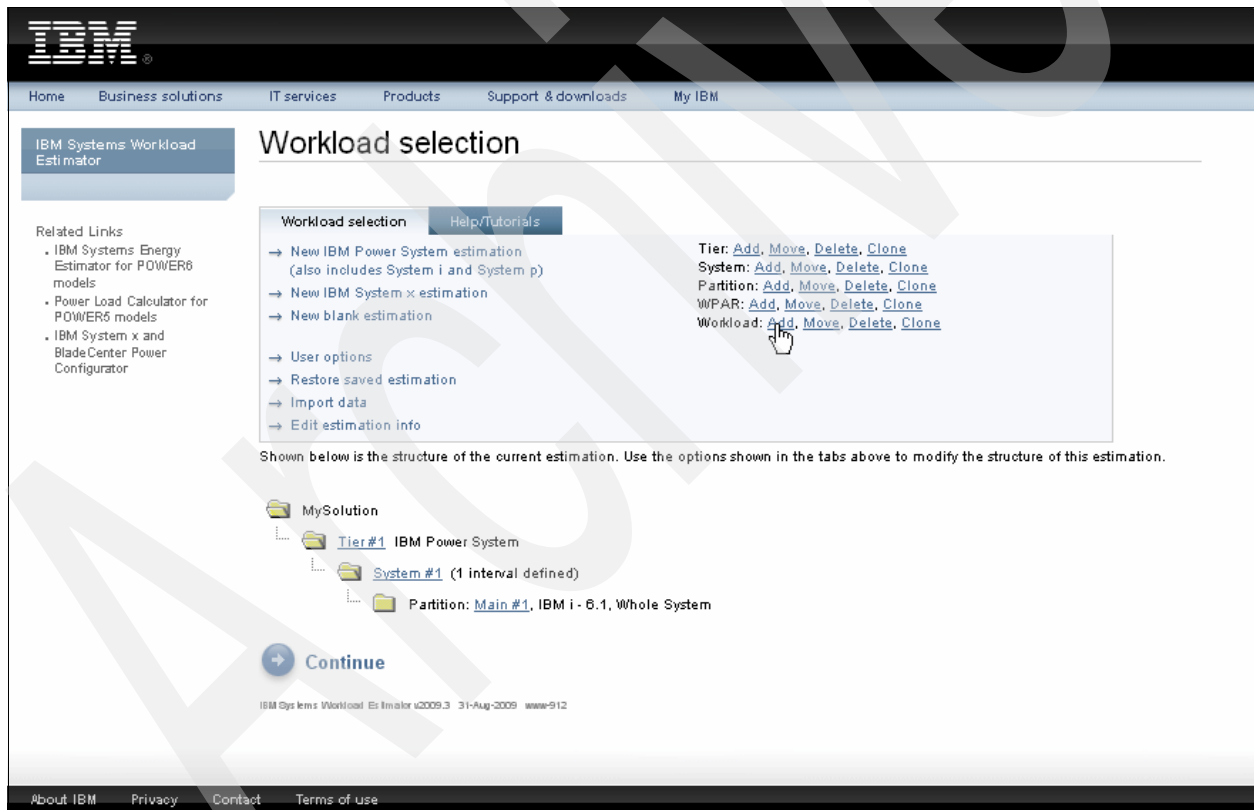 IBM®
Home Business solutions IT services Products Support & downloads My IBM
IBM Systems Workload
Estimator
Workload selection
Related Links
. IBM Systems Energy
Estimator for POWER6
models
. Power Load Calculator for
POWER5 models
. IBM System x and
BladeCenter Power
Configurator
Workload selection Help/Tutorials
→ New IBM Power System estimation
(also includes System i and System p)
→ New IBM System x estimation
→ New blank estimation
→ User options
→ Restore saved estimation
→ Import data
→ Edit estimation info
Tier: Add, Move, Delete, Clone
System: Add, Move, Delete, Clone
Partition: Add, Move, Delete, Clone
WPAR: Add, Move, Delete, Clone
Workload: Add, Move, Delete, Clone
Shown below is the structure of the current estimation. Use the options shown in the tabs above to modify the structure of this estimation.
MySolution
Tier #1 IBM Power System
System #1 (1 interval defined)
Partition: Main #1, IBM i - 6.1, Whole System
Continue
IBM Systems Workload Estimator v2009.3 31-Aug-2009 www-912
About IBM Privacy Contact Terms of use
Archive